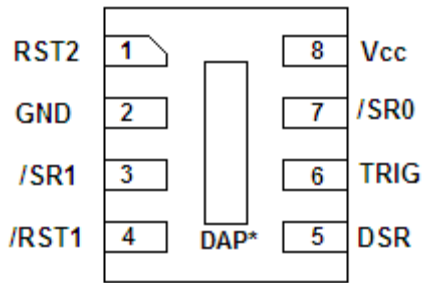 RST2 1 8 Vcc
GND 2 7 /SR0
/SR1 3 6 TRIG
/RST1 4 DAP* 5 DSR